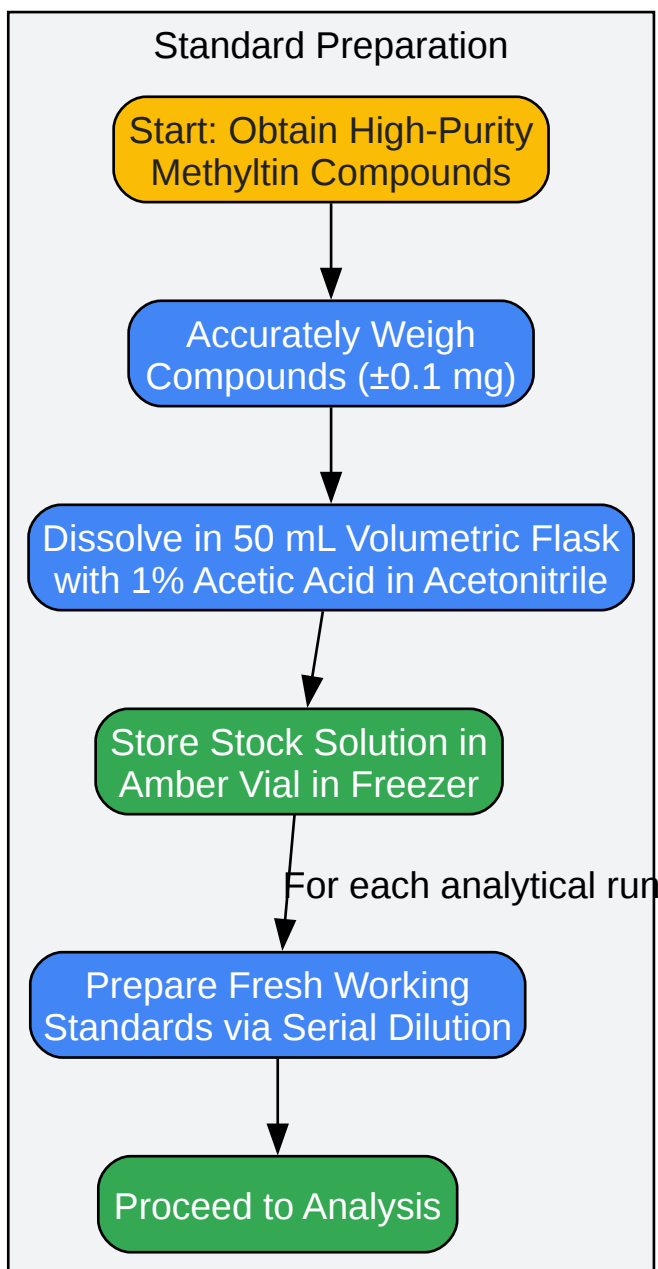 Standard Preparation
Start: Obtain High-Purity
Methyltin Compounds
Accurately Weigh
Compounds (±0.1 mg)
Dissolve in 50 mL Volumetric Flask
with 1% Acetic Acid in Acetonitrile
Store Stock Solution in
Amber Vial in Freezer
For each analytical run
Prepare Fresh Working
Standards via Serial Dilution
Proceed to Analysis